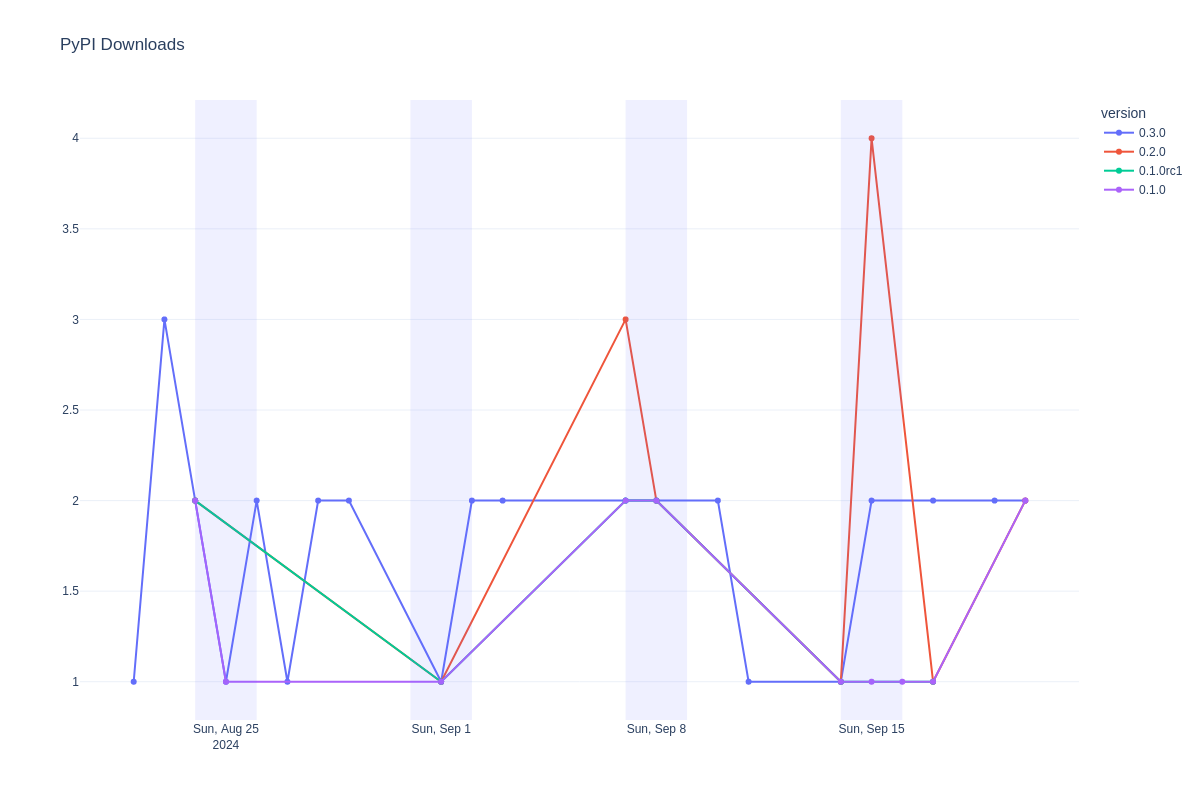 PyPI Downloads
version
0.3.0
0.2.0
0.1.0rc1
0.1.0
4
3.5
3
2.5
2
1.5
1
Sun, Aug 25
2024
Sun, Sep 1
Sun, Sep 8
Sun, Sep 15